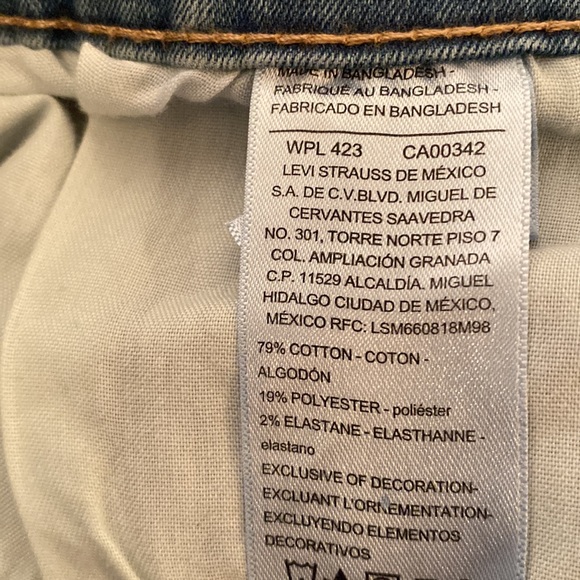 MADE IN BANGLADESH -
FABRIQUÉ AU BANGLADESH -
FABRICADO EN BANGLADESH
WPL 423 CA00342
LEVI STRAUSS DE MÉXICO
S.A. DE C.V.BLVD. MIGUEL DE
CERVANTES SAAVEDRA
NO. 301, TORRE NORTE PISO 7
COL. AMPLIACIÓN GRANADA
C.P. 11529 ALCALDÍA. MIGUEL
HIDALGO CIUDAD DE MÉXICO,
MÉXICO RFC: LSM660818M98
79% COTTON - COTON -
ALGODÓN
19% POLYESTER - poliéster
2% ELASTANE - ELASTHANNE -
elastano
EXCLUSIVE OF DECORATION-
EXCLUANT L'ORNEMENTATION-
EXCLUYENDO ELEMENTOS
DECORATIVOS